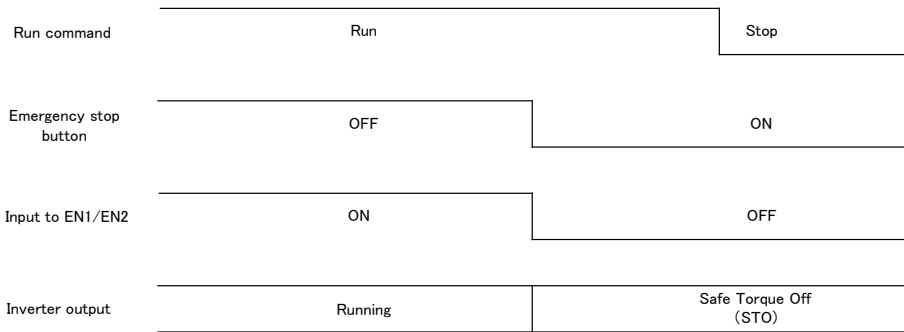 Run command
Run
Stop
Emergency stop
button
OFF
ON
Input to EN1/EN2
ON
OFF
Inverter output
Running
Safe Torque Off
(STO)